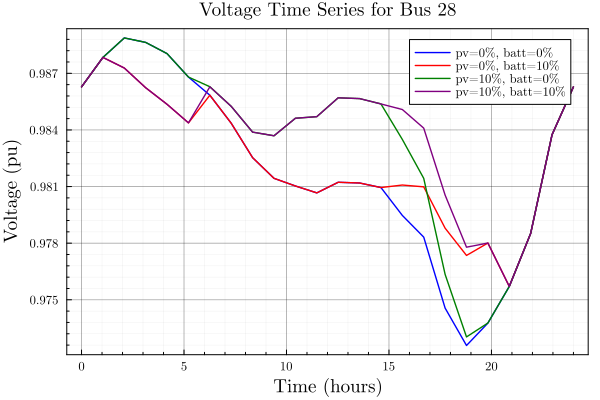 Voltage Time Series for Bus 28
pv=0%, batt=0%
pv=0%, batt=10%
pv=10%, batt=0%
pv=10%, batt=10%
0.987
0.984
0.981
0.978
0.975
Voltage (pu)
0 5 10 15 20
Time (hours)